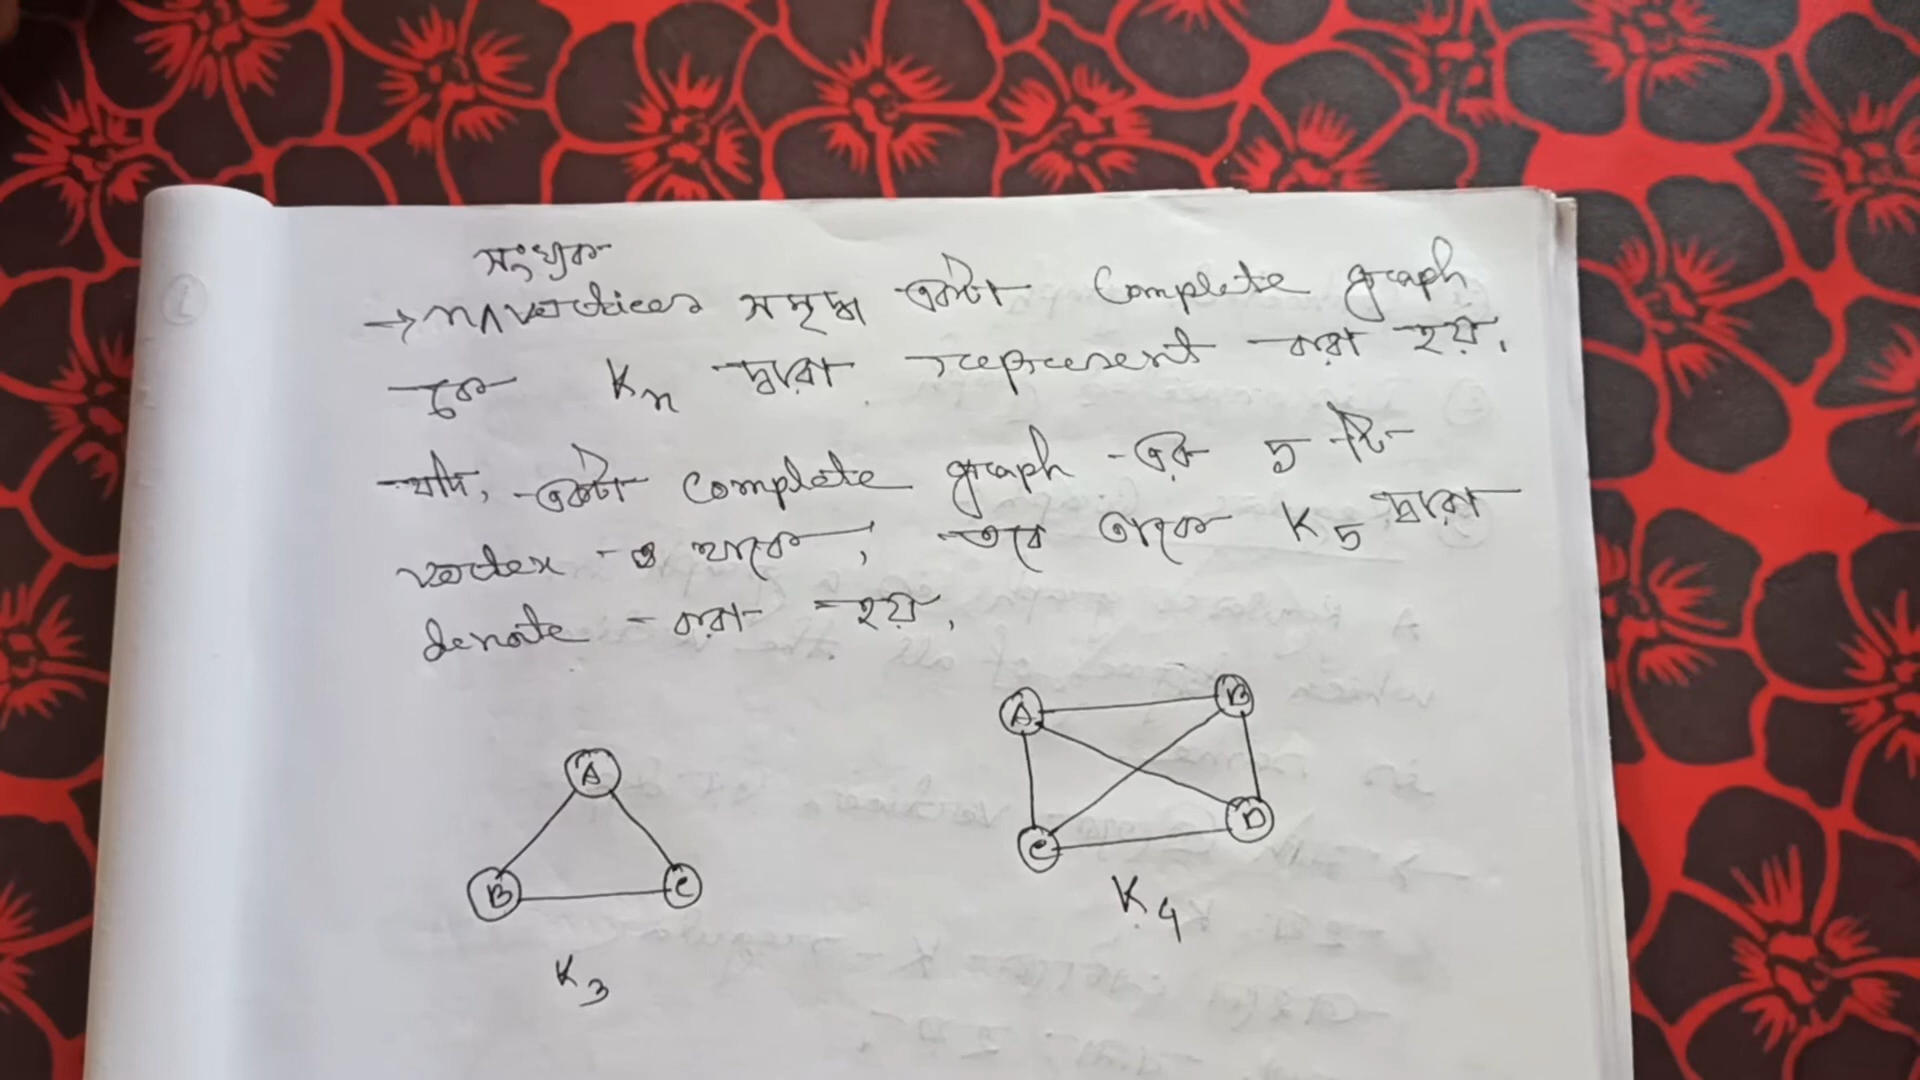 সংখ্যক
→ n ∧ vertices সমৃদ্ধ একটা Complete graph
কে Kn দ্বারা represent করা হয়.
যদি, একটা complete graph -এর 5 টি
vertex - থাকে, তবে তাকে K5 দ্বারা
denote - করা হয়.
A B
A
C D
B C
K4
K3